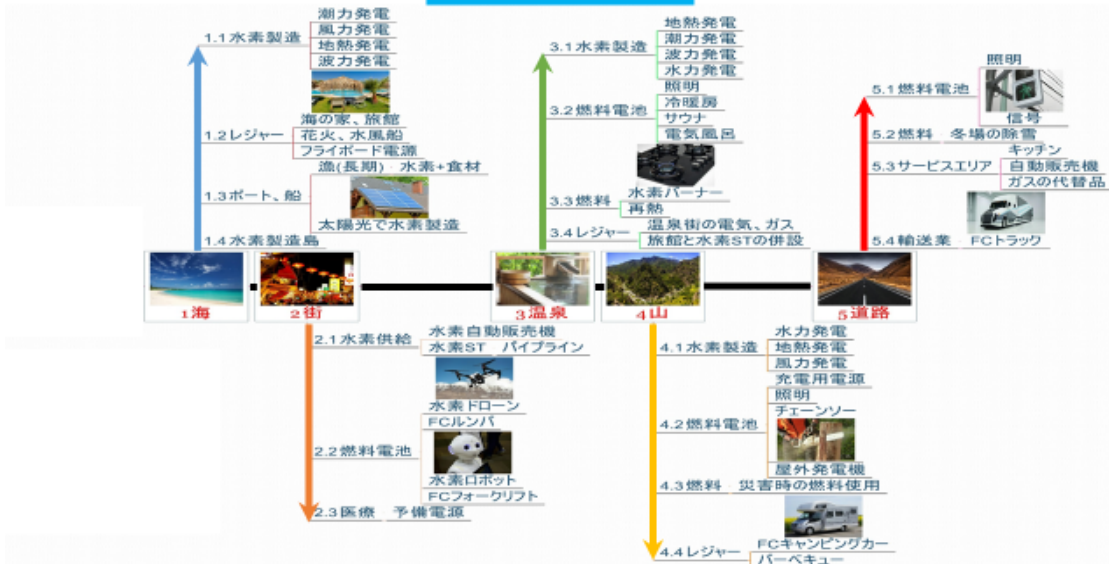 1.1水素製造
潮力発電
風力発電
地熱発電
波力発電
1.2レジャー
海の家、旅館
花火、水風船
フライボード電源
1.3ボート、船
漁(長期) 水素+食材
太陽光で水素製造
1.4水素製造島
1海
2街
2.1水素供給
水素自動販売機
水素ST パイプライン
2.2燃料電池
水素ドローン
FCルンバ
水素ロボット
FCフォークリフト
2.3医療 予備電源
3.1水素製造
地熱発電
潮力発電
波力発電
水力発電
3.2燃料電池
照明
冷暖房
サウナ
電気風呂
3.3燃料
水素バーナー
再熱
3.4レジャー
温泉街の電気、ガス
旅館と水素STの併設
3温泉
4山
4.1水素製造
水力発電
地熱発電
風力発電
4.2燃料電池
充電用電源
照明
チェーンソー
屋外発電機
4.3燃料 災害時の燃料使用
4.4レジャー
FCキャンピングカー
バーベキュー
5.1燃料電池
照明
信号
5.2燃料 冬場の除雪
5.3サービスエリア
キッチン
自動販売機
ガスの代替品
5.4輸送業 FCトラック
5道路